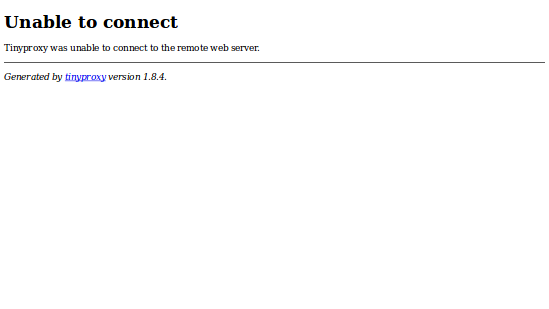 Unable to connect
Tinyproxy was unable to connect to the remote web server.
Generated by tinyproxy version 1.8.4.